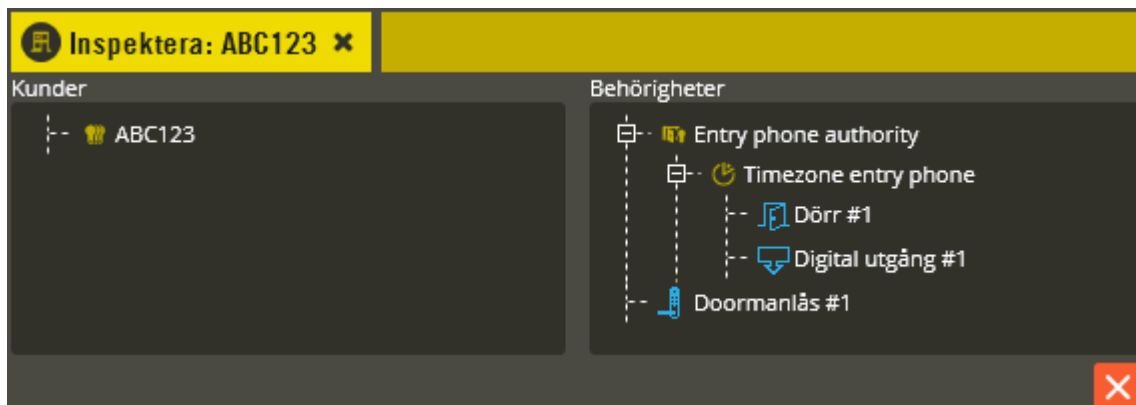 Inspektera: ABC123
Kunder
ABC123
Behörigheter
Entry phone authority
Timezone entry phone
Dörr #1
Digital utgång #1
Doormanlås #1